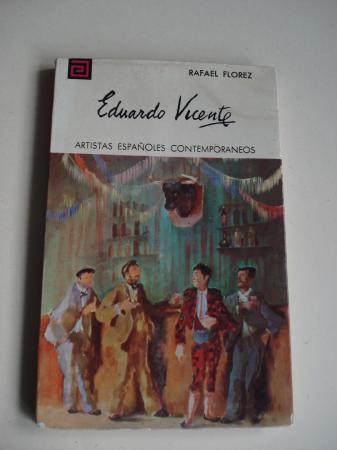 RAFAEL FLOREZ
Eduardo Vicente
ARTISTAS ESPAÑOLES CONTEMPORANEOS